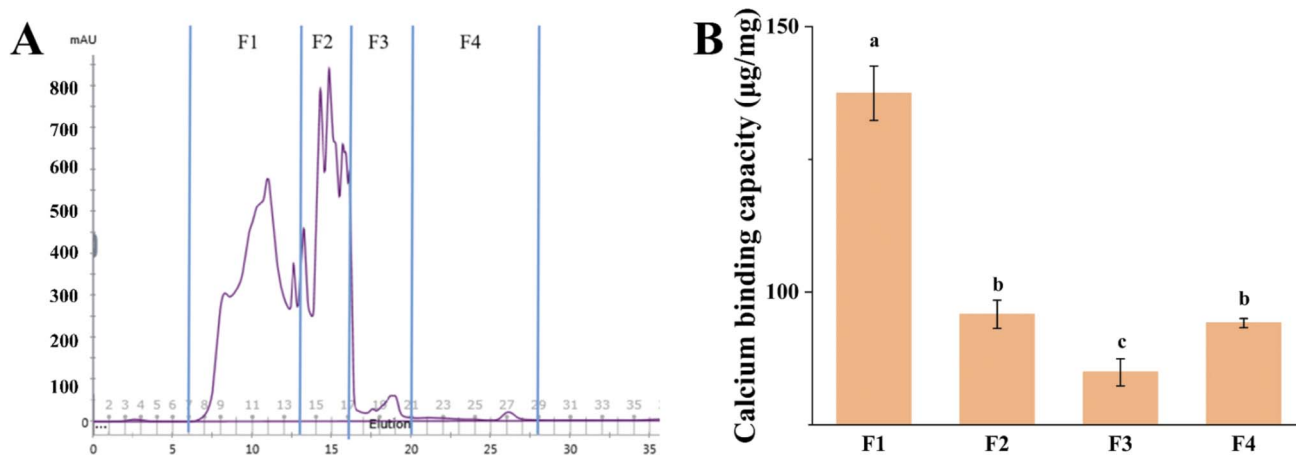 A
mAU
F1 F2 F3 F4
800
700
600
500
400
300
200
100
0
2 3 4 5 6 7 8 9 11 13 15 17 19 21 23 25 27 29 31 33 35
... Elution
0 5 10 15 20 25 30 35
B
Calcium binding capacity (μg/mg)
150
100
a
b
c
b
F1 F2 F3 F4